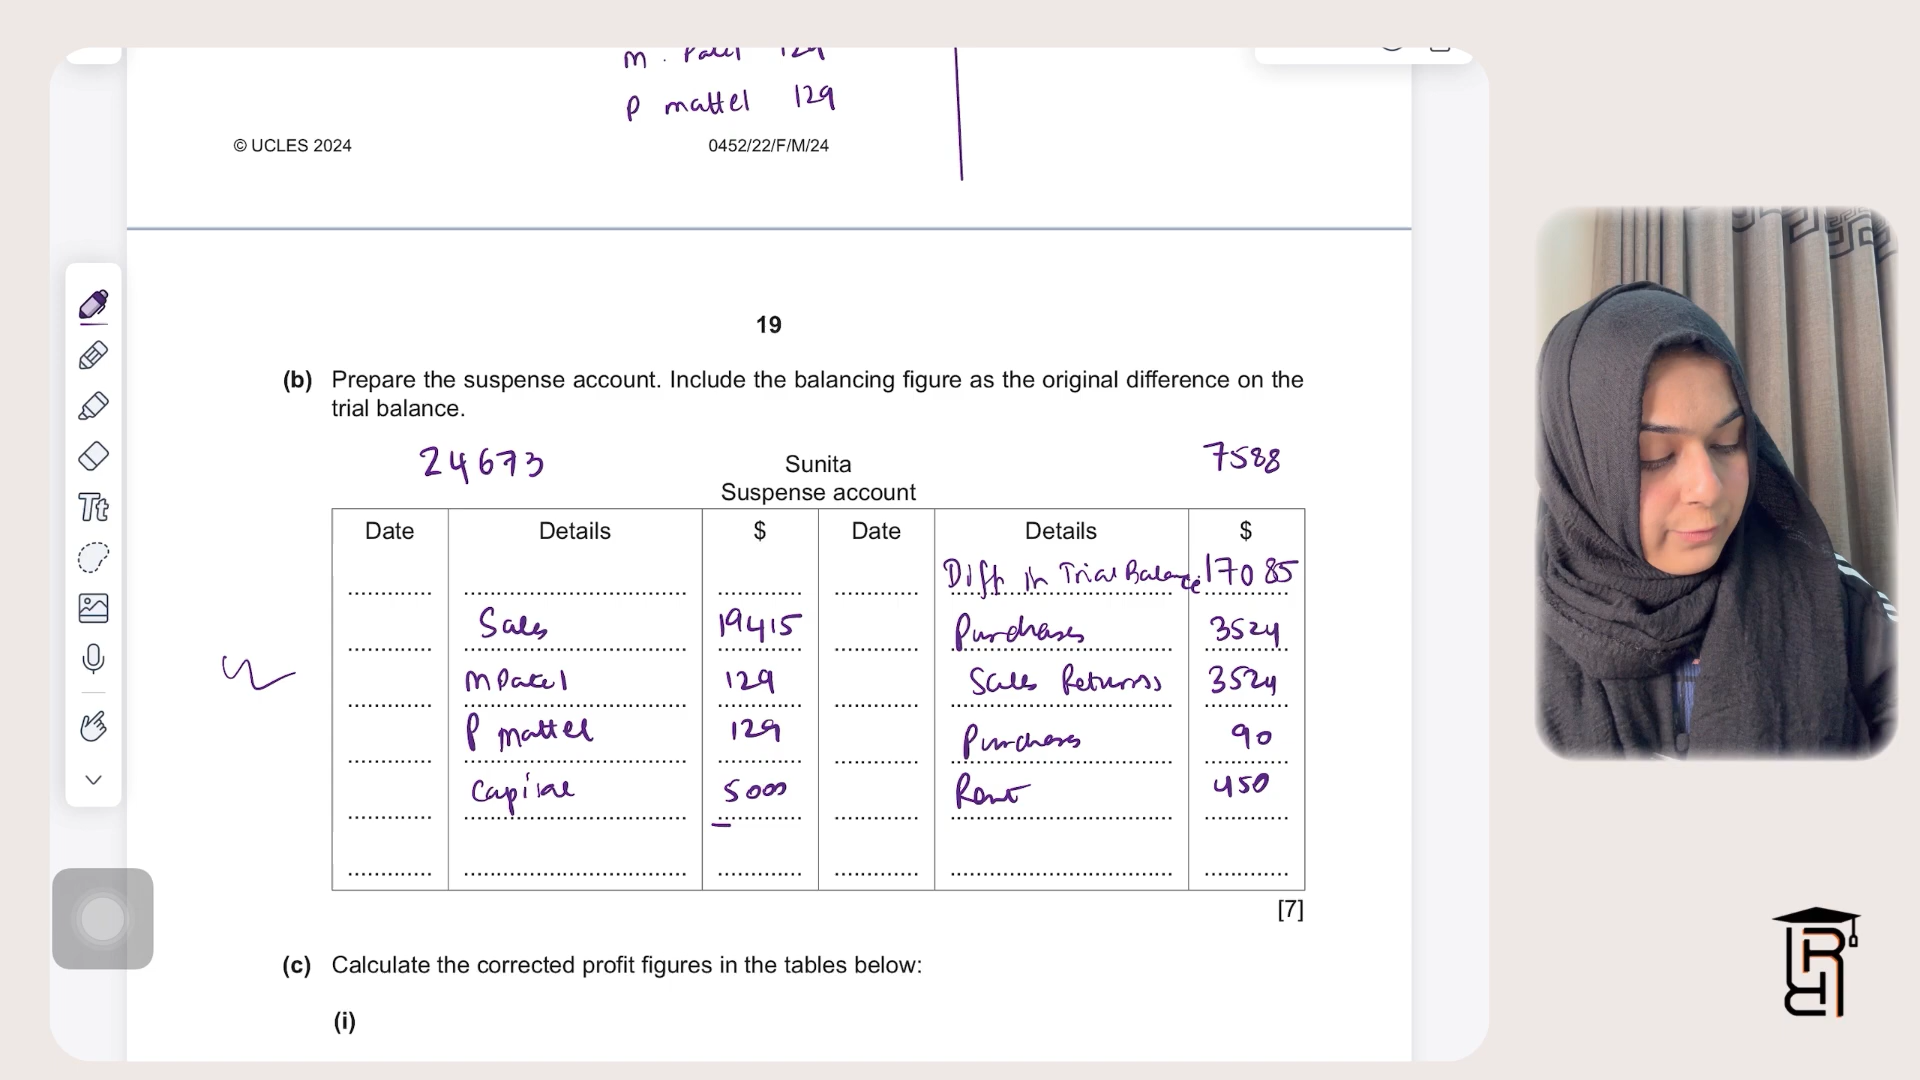 M. Patel 129
P mattel 129
© UCLES 2024 0452/22/F/M/24
19
(b) Prepare the suspense account. Include the balancing figure as the original difference on the
trial balance.
24673 7588
Sunita
Suspense account
Date Details $ Date Details $
Diff in Trial Balance 17085
Sales 19415 Purchases 3524
M Patel 129 Sales Returns 3524
P mattel 129 Purchases 90
Capital 5000 Rent 450
[7]
(c) Calculate the corrected profit figures in the tables below:
(i)
Tt